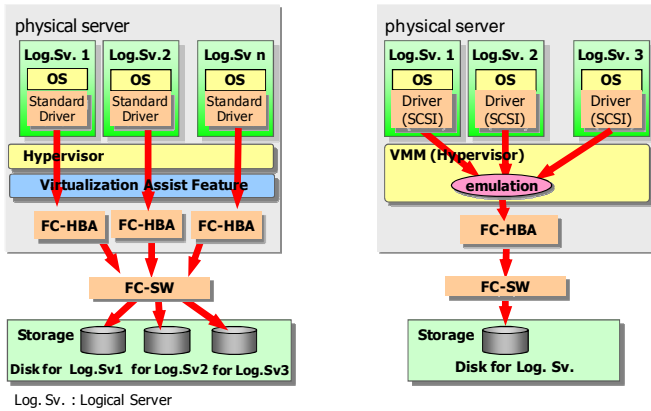 physical server
Log.Sv. 1
OS
Standard
Driver
Log.Sv.2
OS
Standard
Driver
Log.Sv n
OS
Standard
Driver
Hypervisor
Virtualization Assist Feature
FC-HBA
FC-HBA
FC-HBA
FC-SW
Storage
Disk for Log.Sv1 for Log.Sv2 for Log.Sv3
Log. Sv. : Logical Server
physical server
Log.Sv. 1
OS
Driver
(SCSI)
Log.Sv. 2
OS
Driver
(SCSI)
Log.Sv. 3
OS
Driver
(SCSI)
VMM (Hypervisor)
emulation
FC-HBA
FC-SW
Storage
Disk for Log. Sv.